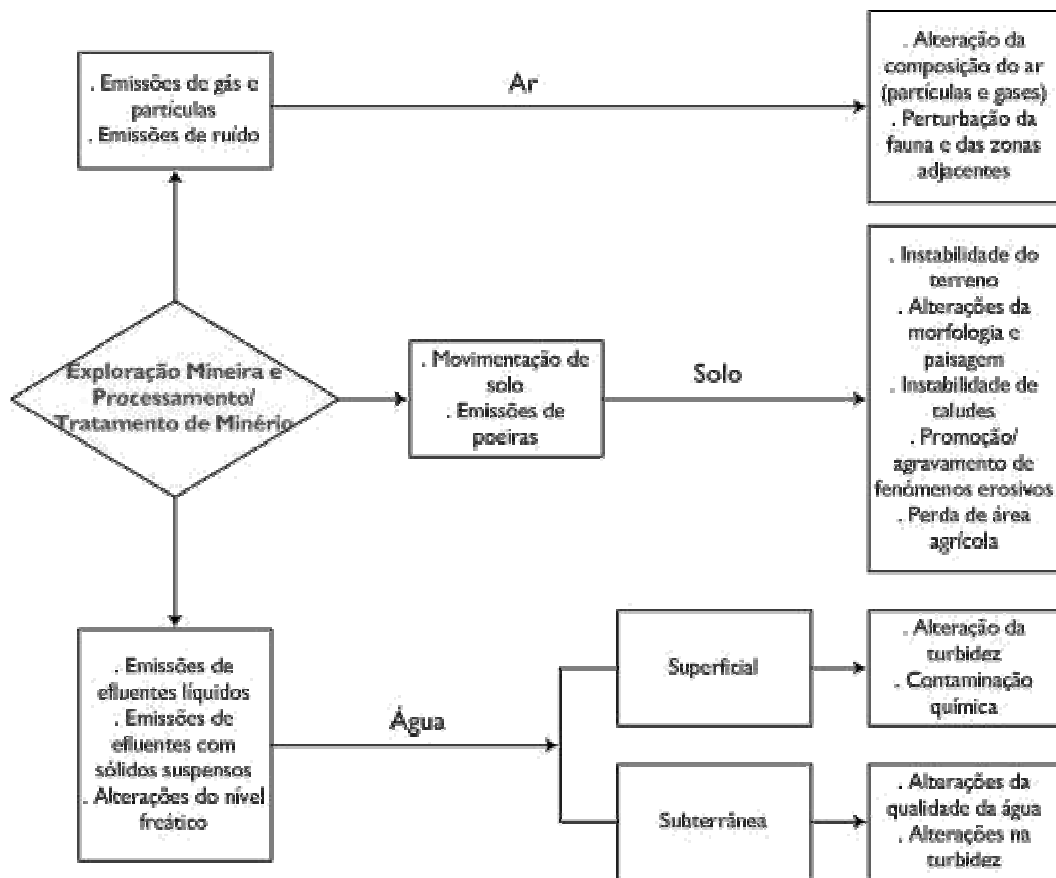 . Emissões de gás e
partículas
. Emissões de ruído
Ar
. Alteração da
composição do ar
(partículas e gases)
. Perturbação da
fauna e das zonas
adjacentes
Exploração Mineira e
Processamento/
Tratamento de Minério
. Movimentação de
solo
. Emissões de
poeiras
Solo
. Instabilidade do
terreno
. Alterações da
morfologia e
paisagem
. Instabilidade de
taludes
. Promoção/
agravamento de
fenómenos erosivos
. Perda de área
agrícola
. Emissões de
efluentes líquidos
. Emissões de
efluentes com
sólidos suspensos
. Alterações do nível
freático
Água
Superficial
. Alteração da
turbidez
. Contaminação
química
Subterrânea
. Alterações da
qualidade da água
. Alterações na
turbidez